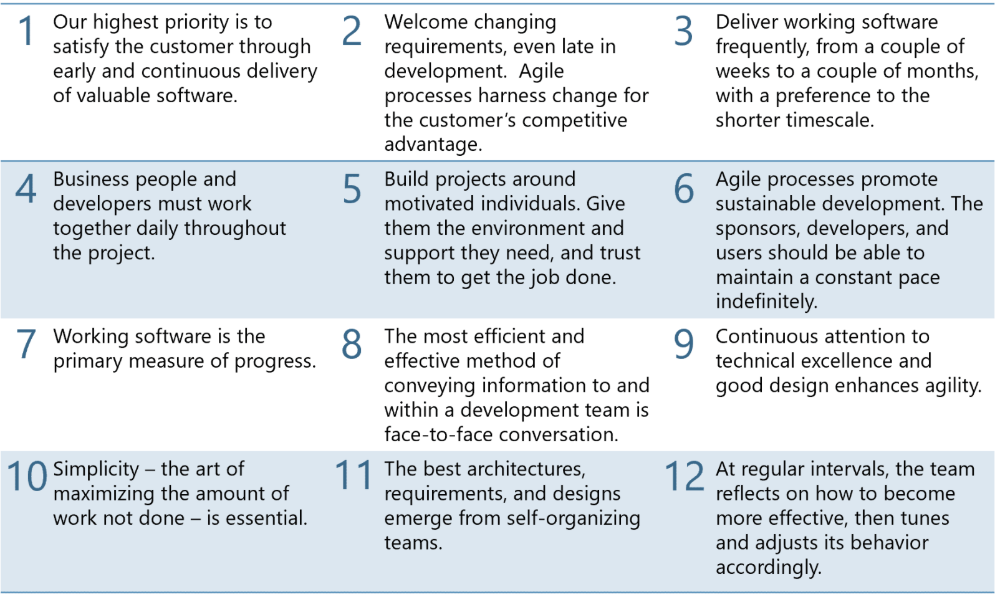 1
Our highest priority is to
satisfy the customer through
early and continuous delivery
of valuable software.
2
Welcome changing
requirements, even late in
development.  Agile
processes harness change for
the customer’s competitive
advantage.
3
Deliver working software
frequently, from a couple of
weeks to a couple of months,
with a preference to the
shorter timescale.
4
Business people and
developers must work
together daily throughout
the project.
5
Build projects around
motivated individuals. Give
them the environment and
support they need, and trust
them to get the job done.
6
Agile processes promote
sustainable development. The
sponsors, developers, and
users should be able to
maintain a constant pace
indefinitely.
7
Working software is the
primary measure of progress.
8
The most efficient and
effective method of
conveying information to and
within a development team is
face-to-face conversation.
9
Continuous attention to
technical excellence and
good design enhances agility.
10
Simplicity – the art of
maximizing the amount of
work not done – is essential.
11
The best architectures,
requirements, and designs
emerge from self-organizing
teams.
12
At regular intervals, the team
reflects on how to become
more effective, then tunes
and adjusts its behavior
accordingly.